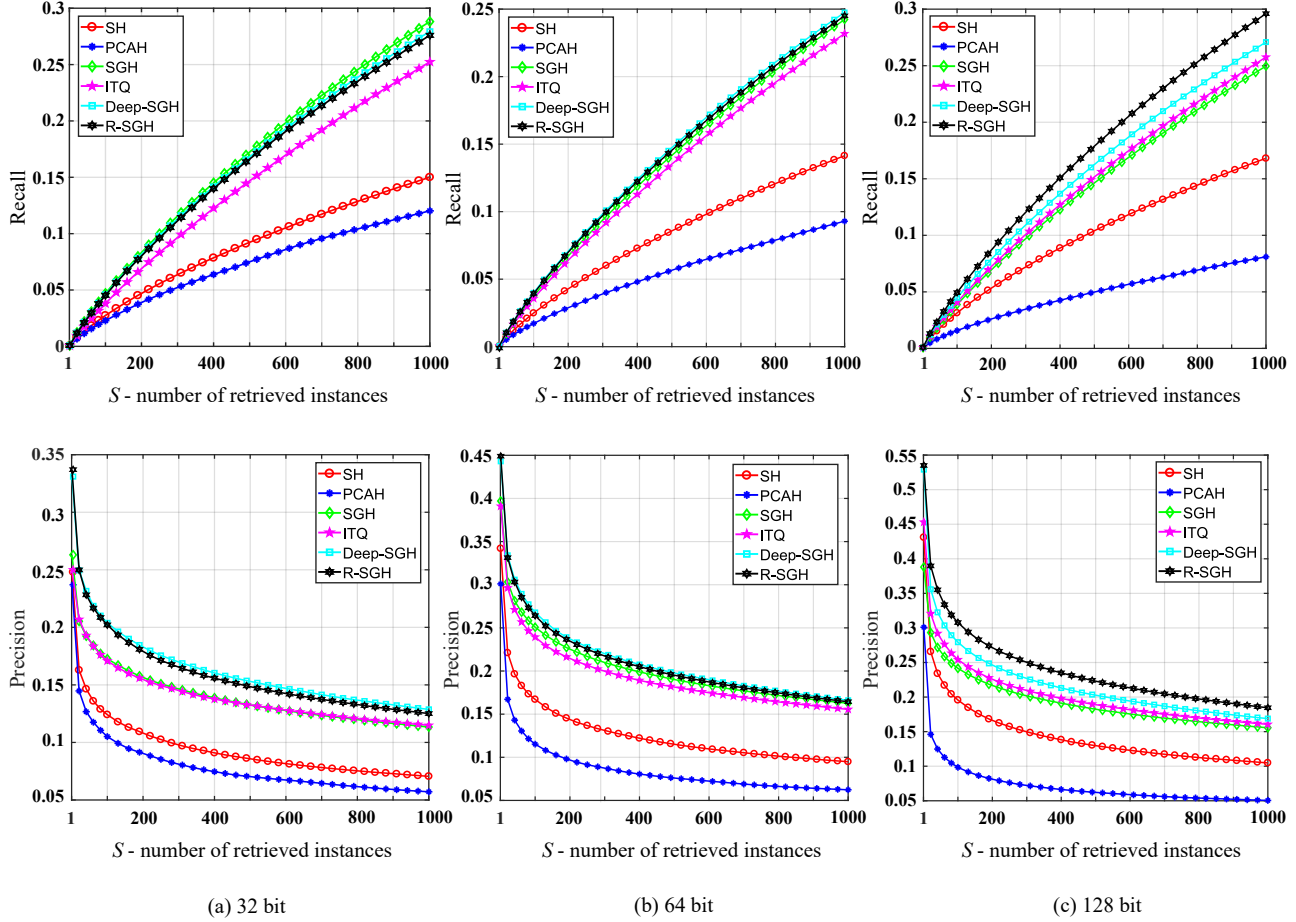 0.3
0.25
0.2
0.15
0.1
0.05
0
Recall
SH
PCAH
SGH
ITQ
Deep-SGH
R-SGH
1 200 400 600 800 1000
S - number of retrieved instances
0.25
0.2
0.15
0.1
0.05
0
Recall
SH
PCAH
SGH
ITQ
Deep-SGH
R-SGH
1 200 400 600 800 1000
S - number of retrieved instances
0.3
0.25
0.2
0.15
0.1
0.05
0
Recall
SH
PCAH
SGH
ITQ
Deep-SGH
R-SGH
1 200 400 600 800 1000
S - number of retrieved instances
0.35
0.3
0.25
0.2
0.15
0.1
0.05
Precision
SH
PCAH
SGH
ITQ
Deep-SGH
R-SGH
1 200 400 600 800 1000
S - number of retrieved instances
0.45
0.4
0.35
0.3
0.25
0.2
0.15
0.1
0.05
Precision
SH
PCAH
SGH
ITQ
Deep-SGH
R-SGH
1 200 400 600 800 1000
S - number of retrieved instances
0.55
0.5
0.45
0.4
0.35
0.3
0.25
0.2
0.15
0.1
0.05
Precision
SH
PCAH
SGH
ITQ
Deep-SGH
R-SGH
1 200 400 600 800 1000
S - number of retrieved instances
(a) 32 bit
(b) 64 bit
(c) 128 bit